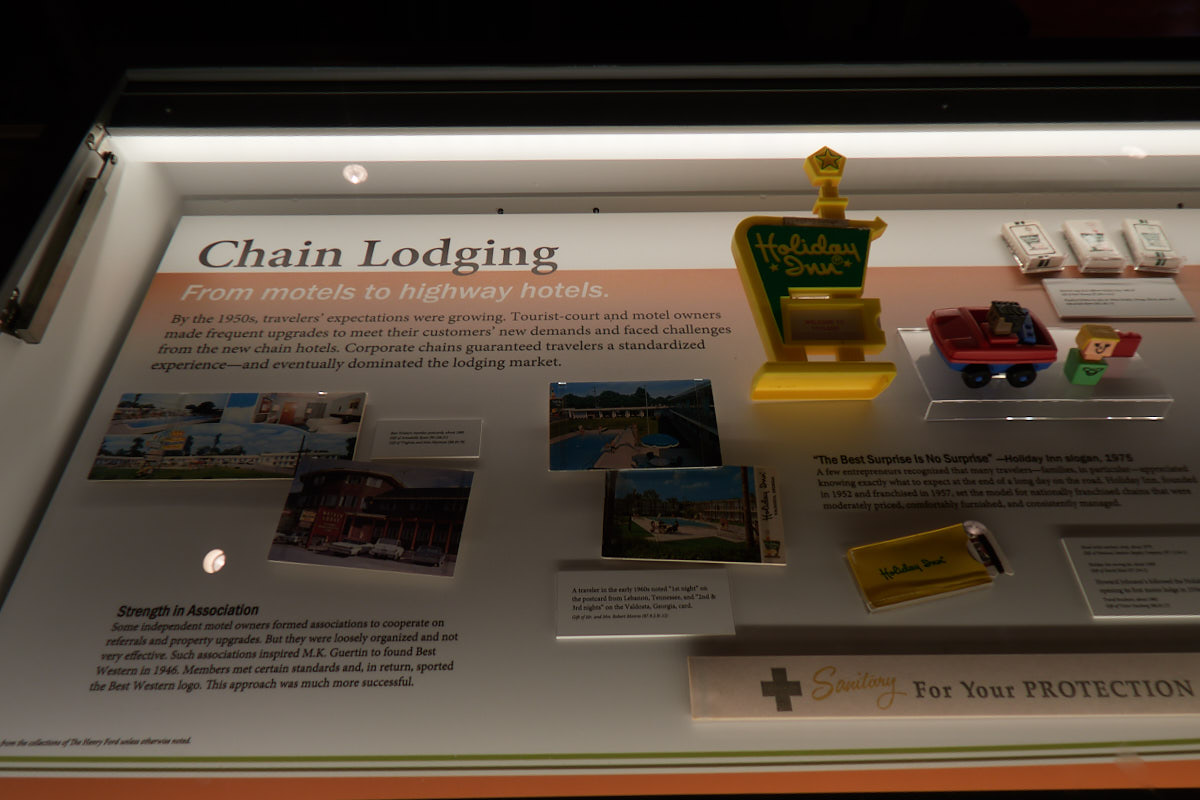 Chain Lodging
From motels to highway hotels.
By the 1950s, travelers' expectations were growing. Tourist-court and motel owners
made frequent upgrades to meet their customers' new demands and faced challenges
from the new chain hotels. Corporate chains guaranteed travelers a standardized
experience—and eventually dominated the lodging market.
Holiday
Inn
"The Best Surprise Is No Surprise" —Holiday Inn slogan, 1975
A few entrepreneurs recognized that many travelers—families, in particular—appreciated
knowing exactly what to expect at the end of a long day on the road. Holiday Inn, founded
in 1952 and franchised in 1957, set the model for nationally franchised chains that were
moderately priced, comfortably furnished, and consistently managed.
Holiday Inn
Holiday Inn
A traveler in the early 1960s noted "1st night" on
the postcard from Lebanon, Tennessee, and "2nd &
3rd nights" on the Valdosta, Georgia, card.
Strength in Association
Some independent motel owners formed associations to cooperate on
referrals and property upgrades. But they were loosely organized and not
very effective. Such associations inspired M.K. Guertin to found Best
Western in 1946. Members met certain standards and, in return, sported
the Best Western logo. This approach was much more successful.
Sanitary For Your PROTECTION
from the collections of The Henry Ford unless otherwise noted.